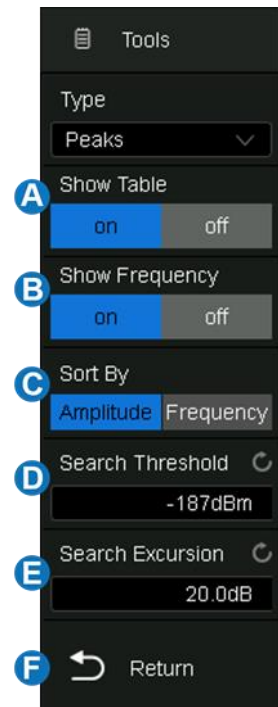 Tools
Type
Peaks
A Show Table
on off
B Show Frequency
on off
C Sort By
Amplitude Frequency
D Search Threshold
-187dBm
E Search Excursion
20.0dB
F Return